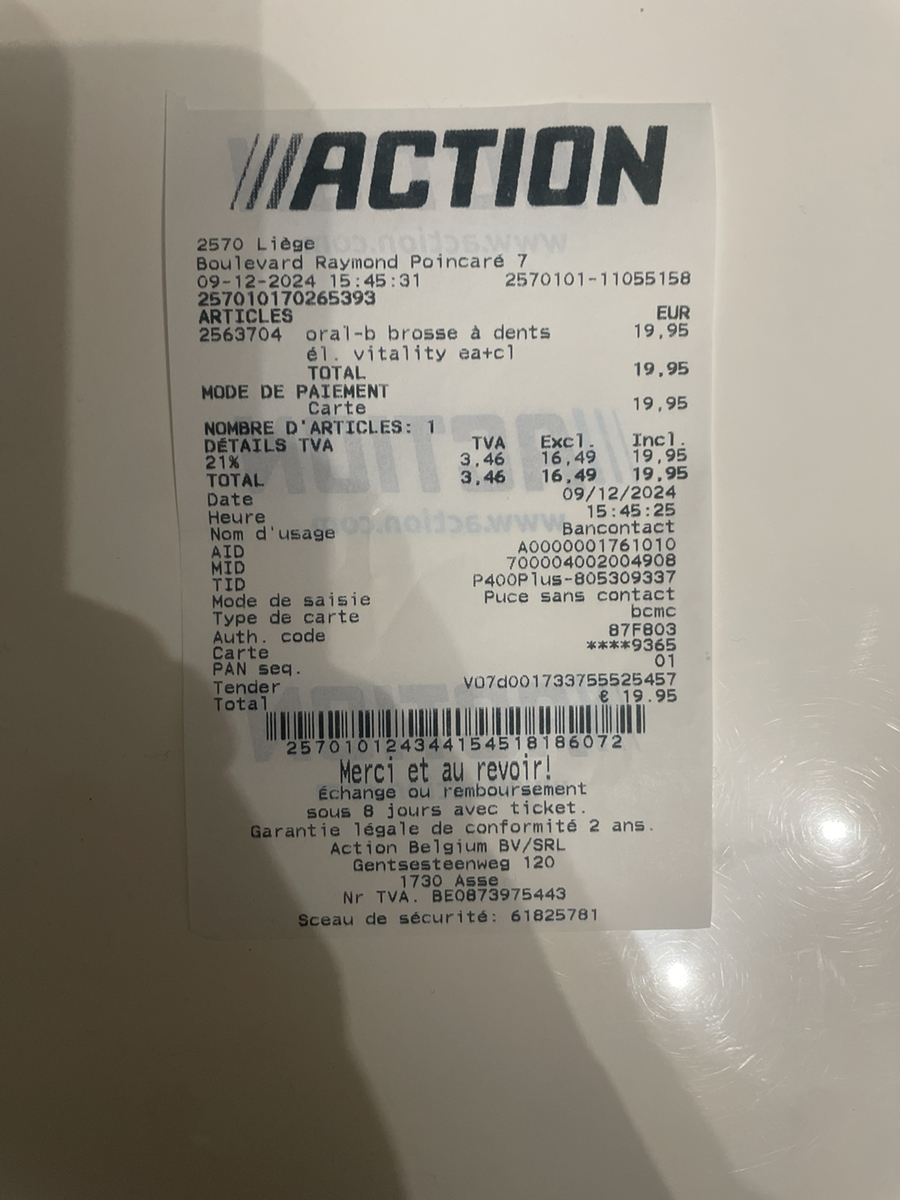 ACTION
2570 Liège
Boulevard Raymond Poincaré 7
09-12-2024 15:45:31 2570101-11055158
257010170265393
ARTICLES EUR
2563704 oral-b brosse à dents 19,95
él. vitality ea+cl
TOTAL 19,95
MODE DE PAIEMENT
Carte 19,95
NOMBRE D'ARTICLES: 1
DÉTAILS TVA TVA Excl. Incl.
21% 3,46 16,49 19,95
TOTAL 3,46 16,49 19,95
Date 09/12/2024
Heure 15:45:25
Nom d'usage Bancontact
AID A0000001761010
MID 700004002004908
TID P400Plus-805309337
Mode de saisie Puce sans contact
Type de carte bcmc
Auth. code 87F803
Carte ****9365
PAN seq. 01
Tender V07d001733755525457
Total € 19.95
257010124344154518186072
Merci et au revoir!
Échange ou remboursement
sous 8 jours avec ticket.
Garantie légale de conformité 2 ans.
Action Belgium BV/SRL
Gentsesteenweg 120
1730 Asse
Nr TVA. BE0873975443
Sceau de sécurité: 61825781